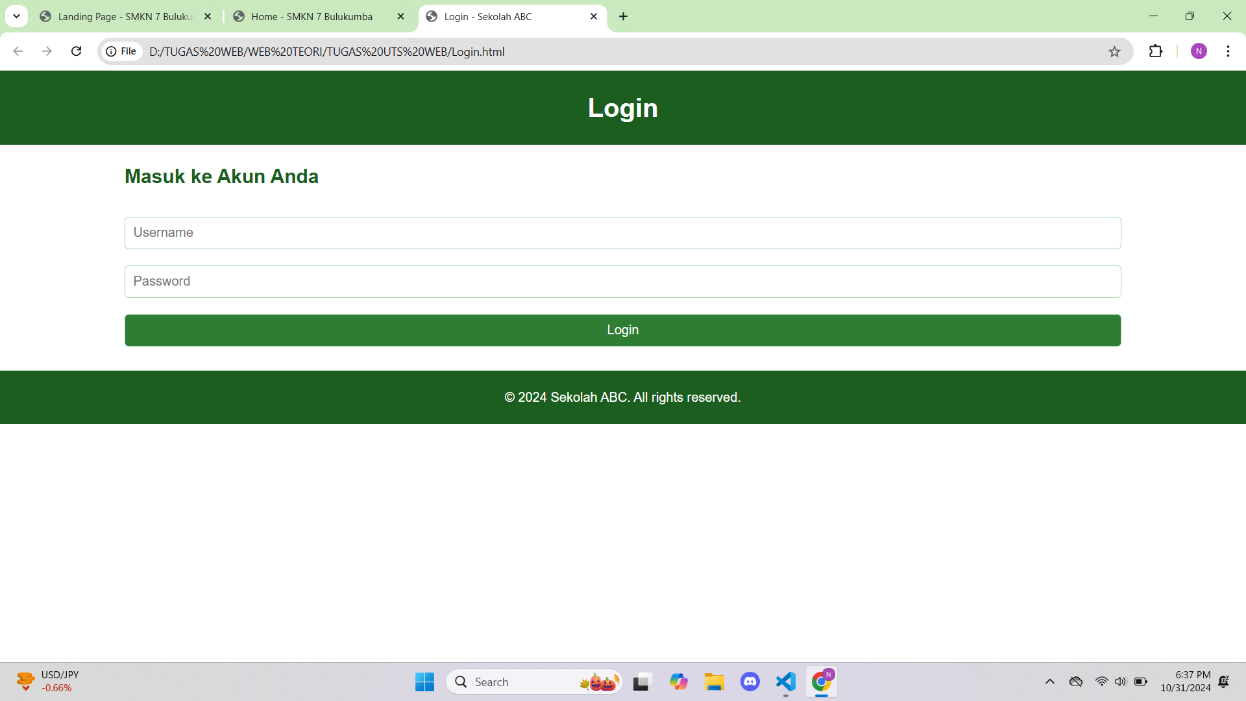 Landing Page - SMKN 7 Buluku
Home - SMKN 7 Bulukumba
Login - Sekolah ABC
File
D:/TUGAS%20WEB/WEB%20TEORI/TUGAS%20UTS%20WEB/Login.html
N
Login
Masuk ke Akun Anda
Username
Password
Login
© 2024 Sekolah ABC. All rights reserved.
USD/JPY
-0.66%
Search
N
6:37 PM
10/31/2024